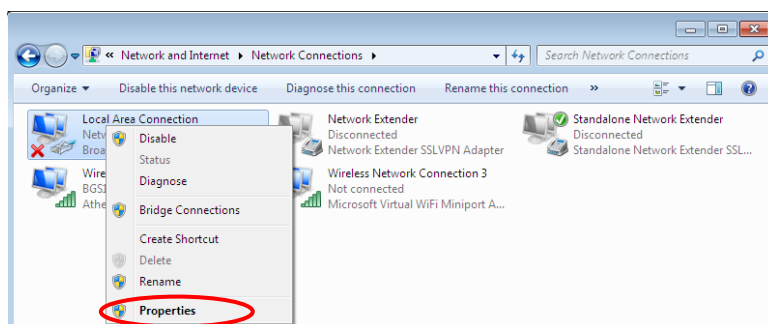 « Network and Internet ▸ Network Connections ▸
Search Network Connections
Organize ▼ Disable this network device Diagnose this connection Rename this connection »
Local Area Connection
Netw
Broa
Network Extender
Disconnected
Network Extender SSLVPN Adapter
Standalone Network Extender
Disconnected
Standalone Network Extender SSL...
Wire
BGS
Athe
Wireless Network Connection 3
Not connected
Microsoft Virtual WiFi Miniport A...
Disable
Status
Diagnose
Bridge Connections
Create Shortcut
Delete
Rename
Properties